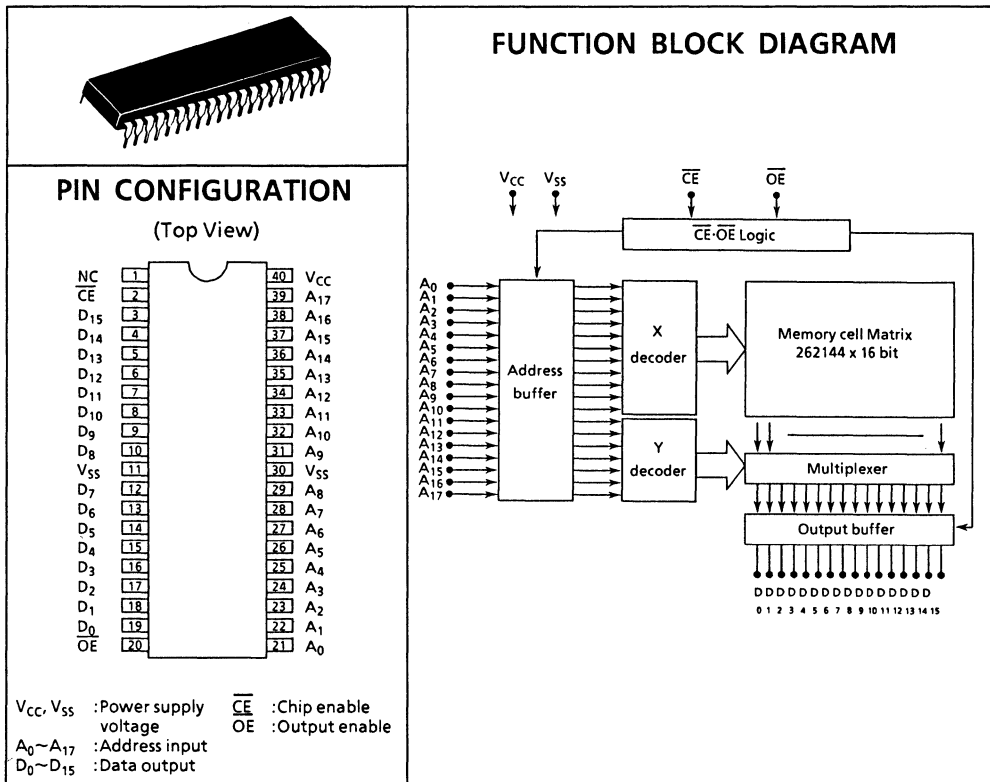 PIN CONFIGURATION
(Top View)
NC 1 40 VCC
CE 2 39 A17
D15 3 38 A16
D14 4 37 A15
D13 5 36 A14
D12 6 35 A13
D11 7 34 A12
D10 8 33 A11
D9 9 32 A10
D8 10 31 A9
VSS 11 30 VSS
D7 12 29 A8
D6 13 28 A7
D5 14 27 A6
D4 15 26 A5
D3 16 25 A4
D2 17 24 A3
D1 18 23 A2
D0 19 22 A1
OE 20 21 A0
VCC, VSS :Power supply
voltage
A0~A17 :Address input
D0~D15 :Data output
CE :Chip enable
OE :Output enable
FUNCTION BLOCK DIAGRAM
VCC VSS CE OE
CE·OE Logic
A0
A1
A2
A3
A4
A5
A6
A7
A8
A9
A10
A11
A12
A13
A14
A15
A16
A17
Address
buffer
X
decoder
Y
decoder
Memory cell Matrix
262144 x 16 bit
Multiplexer
Output buffer
D D D D D D D D D D D D D D D
0 1 2 3 4 5 6 7 8 9 10 11 12 13 14 15